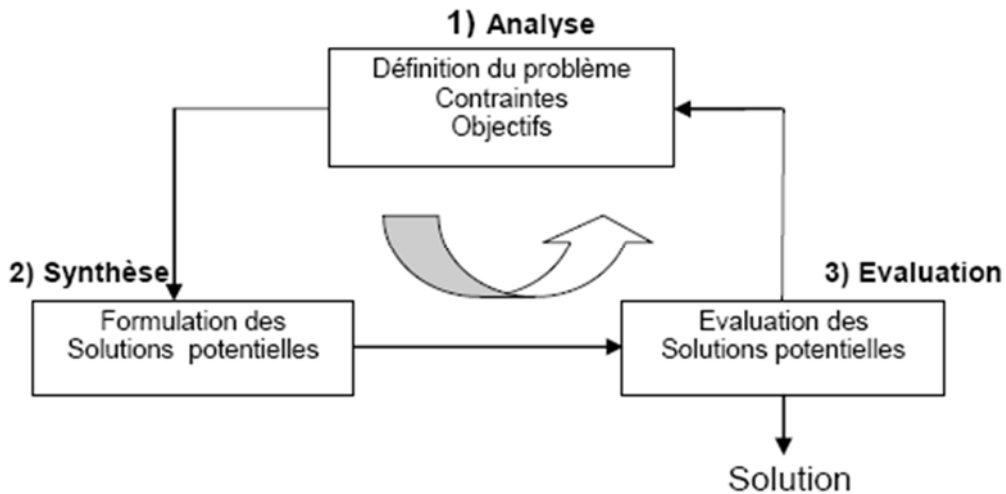 1) Analyse
Définition du problème
Contraintes
Objectifs
2) Synthèse
Formulation des
Solutions potentielles
3) Evaluation
Evaluation des
Solutions potentielles
Solution